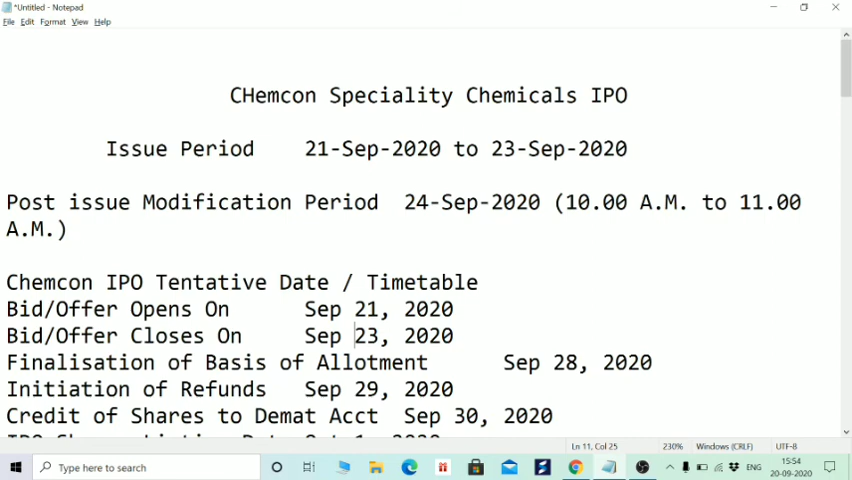 *Untitled - Notepad
File Edit Format View Help
CHemcon Speciality Chemicals IPO
Issue Period 21-Sep-2020 to 23-Sep-2020
Post issue Modification Period 24-Sep-2020 (10.00 A.M. to 11.00
A.M.)
Chemcon IPO Tentative Date / Timetable
Bid/Offer Opens On Sep 21, 2020
Bid/Offer Closes On Sep 23, 2020
Finalisation of Basis of Allotment Sep 28, 2020
Initiation of Refunds Sep 29, 2020
Credit of Shares to Demat Acct Sep 30, 2020
Ln 11, Col 25 230% Windows (CRLF) UTF-8
Type here to search ENG 15:54
20-09-2020